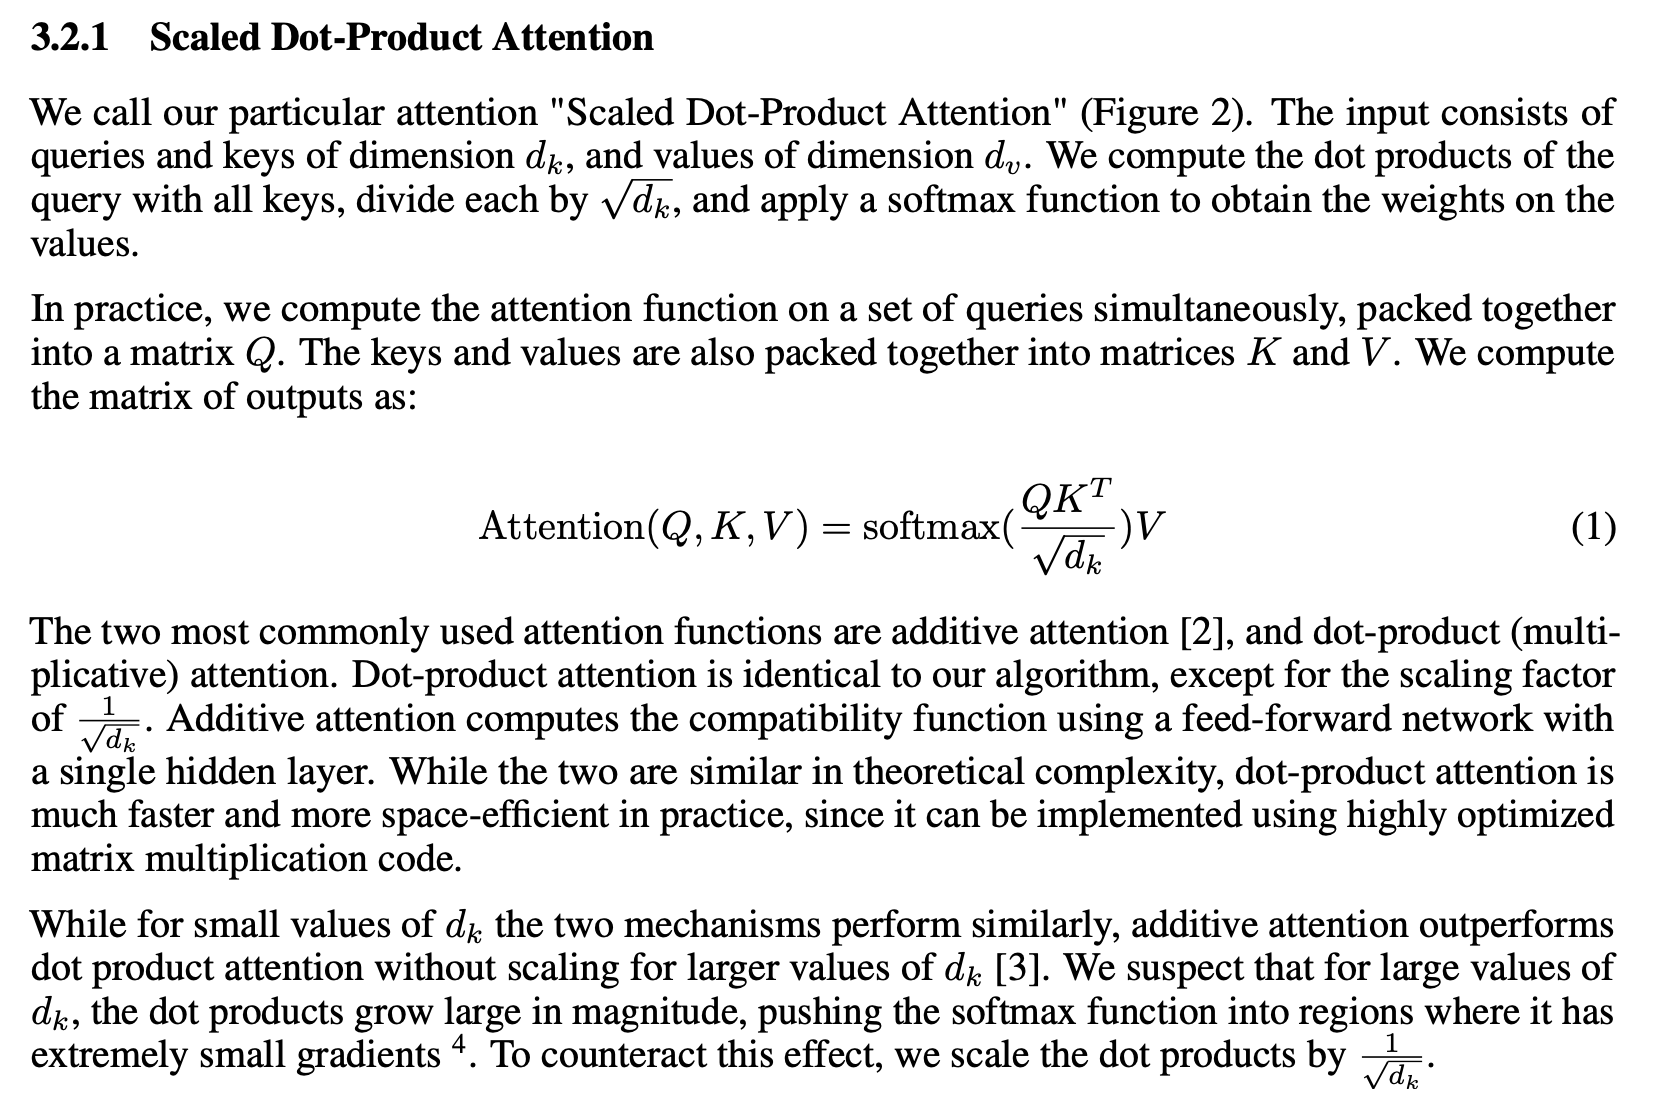 3.2.1 Scaled Dot-Product Attention
We call our particular attention "Scaled Dot-Product Attention" (Figure 2). The input consists of
queries and keys of dimension $d_k$, and values of dimension $d_v$. We compute the dot products of the
query with all keys, divide each by $\sqrt{d_k}$, and apply a softmax function to obtain the weights on the
values.
In practice, we compute the attention function on a set of queries simultaneously, packed together
into a matrix $Q$. The keys and values are also packed together into matrices $K$ and $V$. We compute
the matrix of outputs as:
$\mathrm{Attention}(Q, K, V) = \mathrm{softmax}(\frac{QK^T}{\sqrt{d_k}})V$ (1)
The two most commonly used attention functions are additive attention [2], and dot-product (multi-
plicative) attention. Dot-product attention is identical to our algorithm, except for the scaling factor
of $\frac{1}{\sqrt{d_k}}$. Additive attention computes the compatibility function using a feed-forward network with
a single hidden layer. While the two are similar in theoretical complexity, dot-product attention is
much faster and more space-efficient in practice, since it can be implemented using highly optimized
matrix multiplication code.
While for small values of $d_k$ the two mechanisms perform similarly, additive attention outperforms
dot product attention without scaling for larger values of $d_k$ [3]. We suspect that for large values of
$d_k$, the dot products grow large in magnitude, pushing the softmax function into regions where it has
extremely small gradients $^4$. To counteract this effect, we scale the dot products by $\frac{1}{\sqrt{d_k}}$.